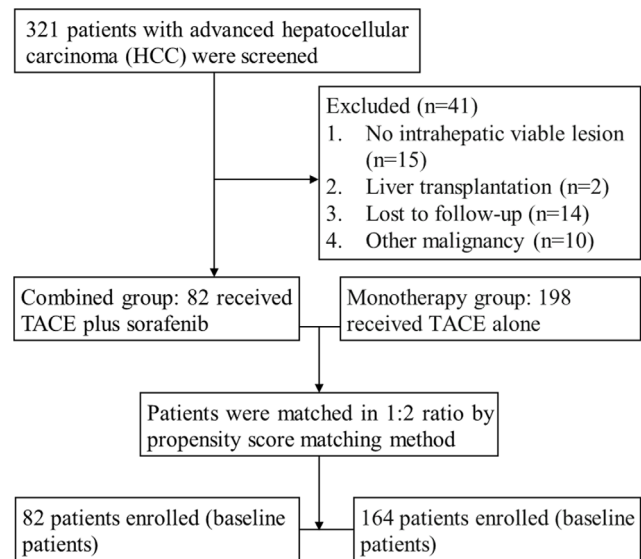 321 patients with advanced hepatocellular
carcinoma (HCC) were screened
Excluded (n=41)
1. No intrahepatic viable lesion
(n=15)
2. Liver transplantation (n=2)
3. Lost to follow-up (n=14)
4. Other malignancy (n=10)
Combined group: 82 received
TACE plus sorafenib
Monotherapy group: 198
received TACE alone
Patients were matched in 1:2 ratio by
propensity score matching method
82 patients enrolled (baseline
patients)
164 patients enrolled (baseline
patients)